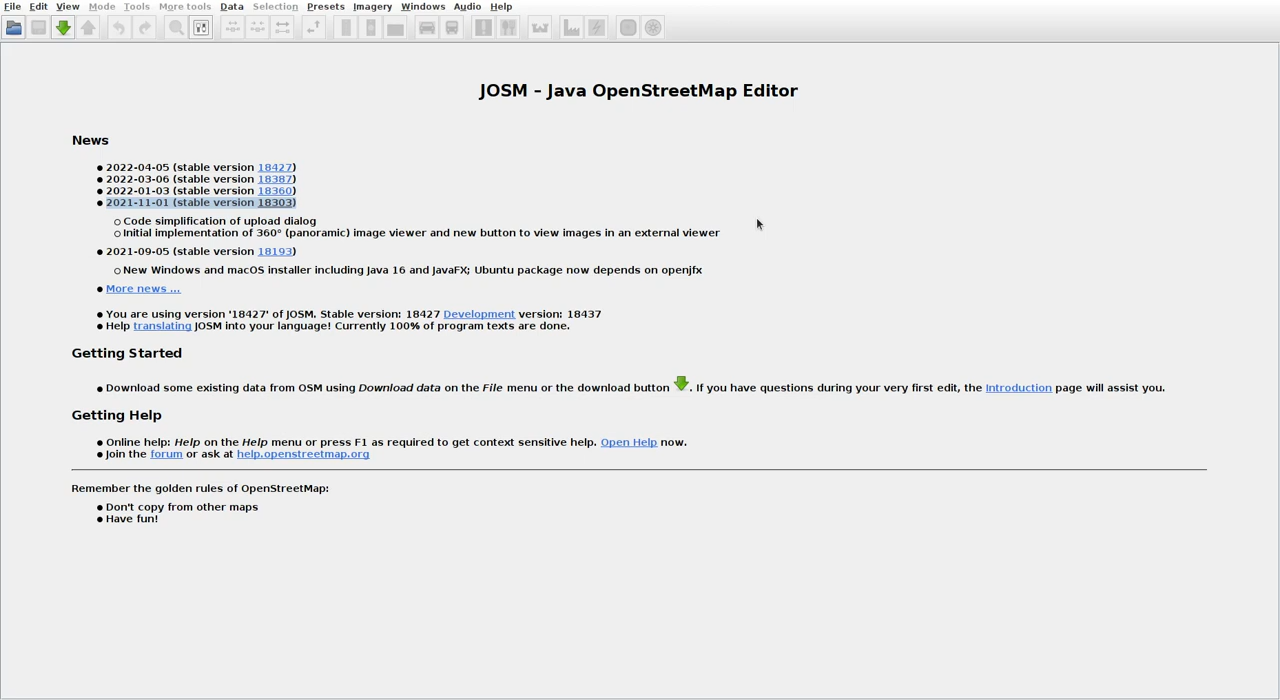 File Edit View Mode Tools More tools Data Selection Presets Imagery Windows Audio Help
JOSM – Java OpenStreetMap Editor
News
● 2022-04-05 (stable version 18427)
● 2022-03-06 (stable version 18387)
● 2022-01-03 (stable version 18360)
● 2021-11-01 (stable version 18303)
○ Code simplification of upload dialog
○ Initial implementation of 360° (panoramic) image viewer and new button to view images in an external viewer
● 2021-09-05 (stable version 18193)
○ New Windows and macOS installer including Java 16 and JavaFX; Ubuntu package now depends on openjfx
● More news ...
● You are using version '18427' of JOSM. Stable version: 18427 Development version: 18437
● Help translating JOSM into your language! Currently 100% of program texts are done.
Getting Started
● Download some existing data from OSM using Download data on the File menu or the download button . If you have questions during your very first edit, the Introduction page will assist you.
Getting Help
● Online help: Help on the Help menu or press F1 as required to get context sensitive help. Open Help now.
● Join the forum or ask at help.openstreetmap.org
Remember the golden rules of OpenStreetMap:
● Don't copy from other maps
● Have fun!